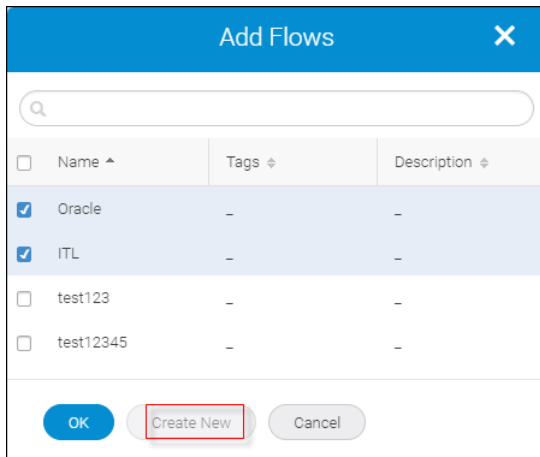 Add Flows
Name Tags Description
Oracle – –
ITL – –
test123 – –
test12345 – –
OK Create New Cancel